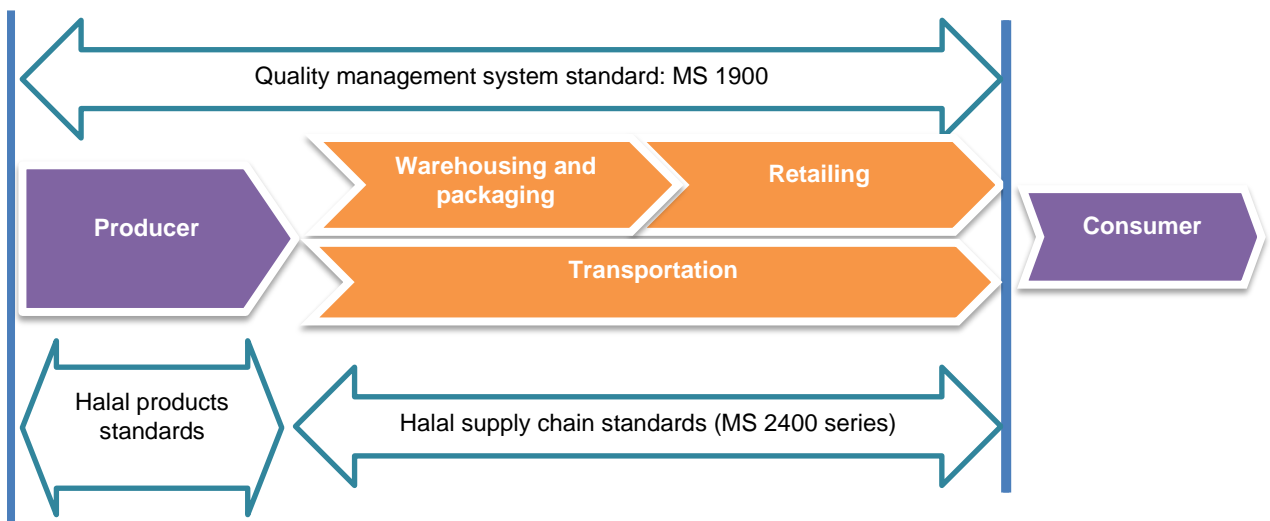 Quality management system standard: MS 1900
Warehousing and
packaging
Retailing
Producer
Consumer
Transportation
Halal products
standards
Halal supply chain standards (MS 2400 series)